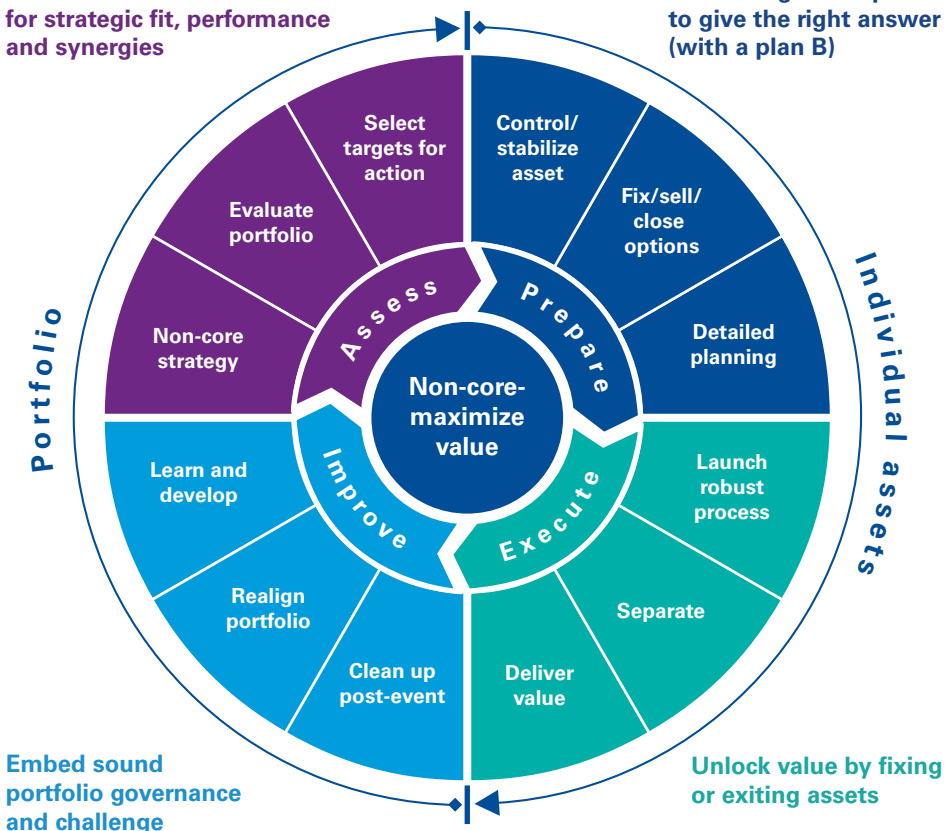 for strategic fit, performance
and synergies
to give the right answer
(with a plan B)
Select
targets for
action
Control/
stabilize
asset
Evaluate
portfolio
Fix/sell/
close
options
Non-core
strategy
Detailed
planning
Assess
Prepare
Portfolio
Individual assets
Non-core-
maximize
value
Learn and
develop
Launch
robust
process
Improve
Execute
Realign
portfolio
Separate
Clean up
post-event
Deliver
value
Embed sound
portfolio governance
and challenge
Unlock value by fixing
or exiting assets